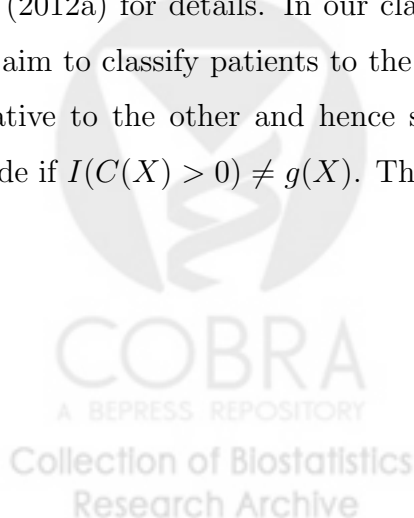 (2012a) for details. In our cla
aim to classify patients to the
ative to the other and hence s
de if I(C(X) > 0) ≠ g(X). Th
COBRA
A BEPRESS REPOSITORY
Collection of Biostatistics
Research Archive